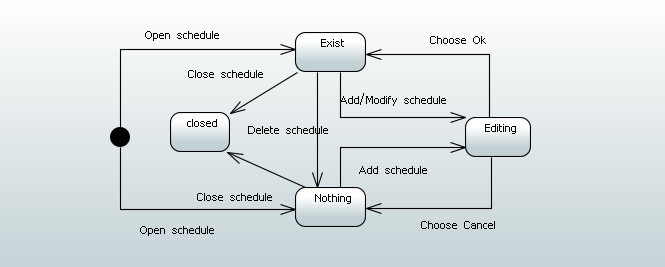 Open schedule
Exist
Choose Ok
Close schedule
Add/Modify schedule
closed
Delete schedule
Editing
Add schedule
Close schedule
Nothing
Open schedule
Choose Cancel